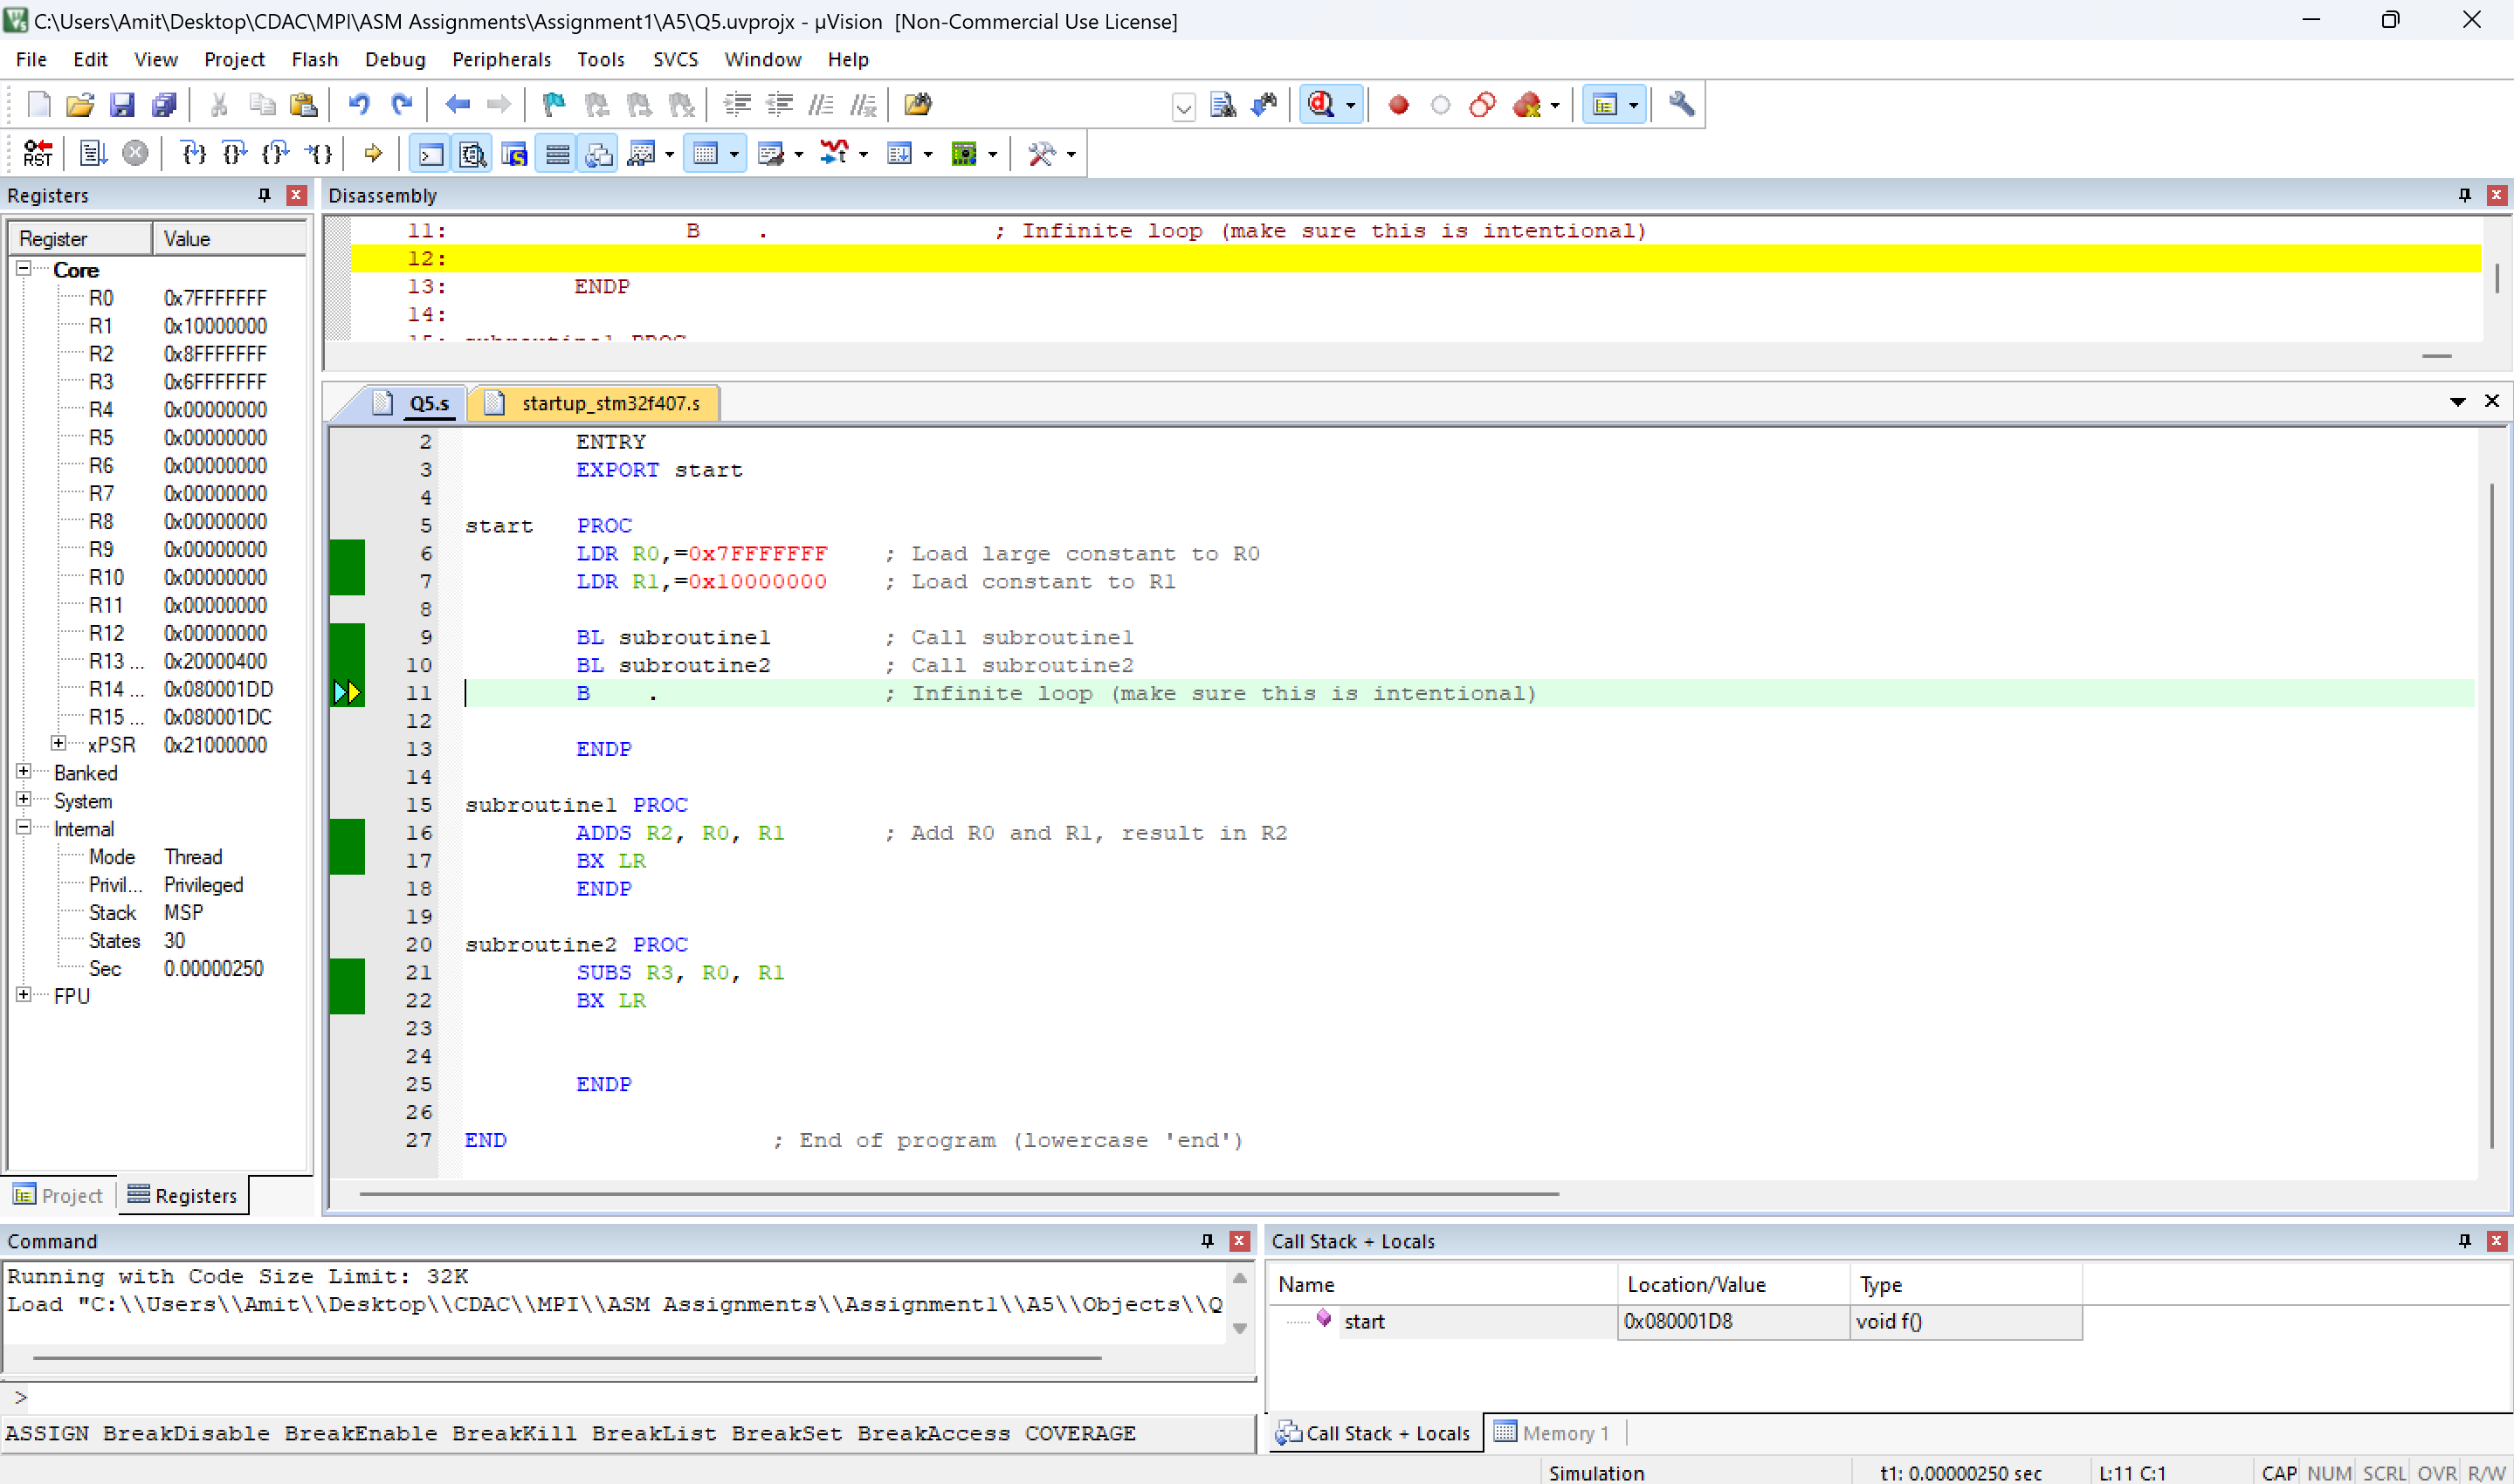 C:\Users\Amit\Desktop\CDAC\MPI\ASM Assignments\Assignment1\A5\Q5.uvprojx - µVision [Non-Commercial Use License]
File Edit View Project Flash Debug Peripherals Tools SVCS Window Help
Registers
Register Value
Core
R0 0x7FFFFFFF
R1 0x10000000
R2 0x8FFFFFFF
R3 0x6FFFFFFF
R4 0x00000000
R5 0x00000000
R6 0x00000000
R7 0x00000000
R8 0x00000000
R9 0x00000000
R10 0x00000000
R11 0x00000000
R12 0x00000000
R13 ... 0x20000400
R14 ... 0x080001DD
R15 ... 0x080001DC
xPSR 0x21000000
Banked
System
Internal
Mode Thread
Privil... Privileged
Stack MSP
States 30
Sec 0.00000250
FPU
Project Registers
Disassembly
11: B . ; Infinite loop (make sure this is intentional)
12:
13: ENDP
14:
15: subroutine1 PROC
Q5.s startup_stm32f407.s
2 ENTRY
3 EXPORT start
4
5 start PROC
6 LDR R0,=0x7FFFFFFF ; Load large constant to R0
7 LDR R1,=0x10000000 ; Load constant to R1
8
9 BL subroutine1 ; Call subroutine1
10 BL subroutine2 ; Call subroutine2
11 B . ; Infinite loop (make sure this is intentional)
12
13 ENDP
14
15 subroutine1 PROC
16 ADDS R2, R0, R1 ; Add R0 and R1, result in R2
17 BX LR
18 ENDP
19
20 subroutine2 PROC
21 SUBS R3, R0, R1
22 BX LR
23
24
25 ENDP
26
27 END ; End of program (lowercase 'end')
Command
Running with Code Size Limit: 32K
Load "C:\\Users\\Amit\\Desktop\\CDAC\\MPI\\ASM Assignments\\Assignment1\\A5\\Objects\\Q
>
ASSIGN BreakDisable BreakEnable BreakKill BreakList BreakSet BreakAccess COVERAGE
Call Stack + Locals
Name Location/Value Type
start 0x080001D8 void f()
Call Stack + Locals Memory 1
Simulation t1: 0.00000250 sec L:11 C:1 CAP NUM SCRL OVR R/W